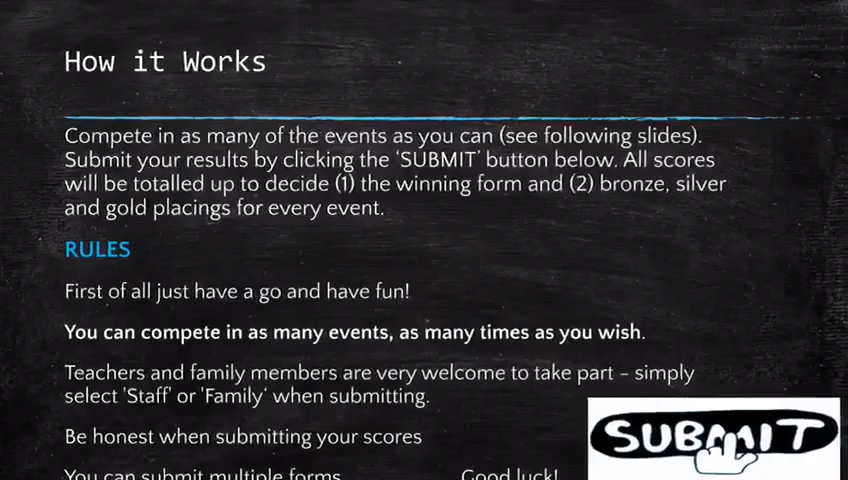 How it Works
Compete in as many of the events as you can (see following slides).
Submit your results by clicking the ‘SUBMIT’ button below. All scores
will be totalled up to decide (1) the winning form and (2) bronze, silver
and gold placings for every event.
RULES
First of all just have a go and have fun!
You can compete in as many events, as many times as you wish.
Teachers and family members are very welcome to take part – simply
select 'Staff' or 'Family‘ when submitting.
Be honest when submitting your scores
SUBMIT
You can submit multiple forms Good luck!